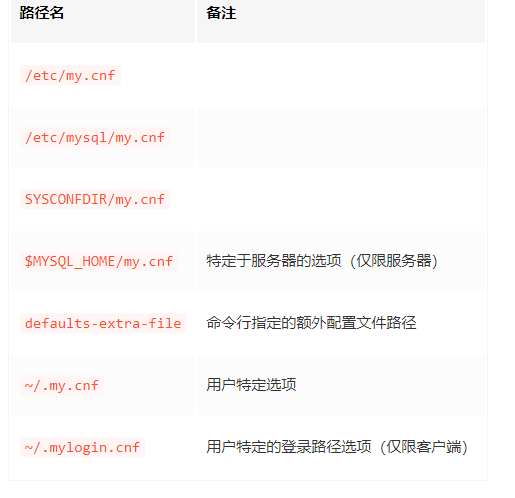 路径名 备注
/etc/my.cnf
/etc/mysql/my.cnf
SYSCONFDIR/my.cnf
$MYSQL_HOME/my.cnf 特定于服务器的选项（仅限服务器）
defaults-extra-file 命令行指定的额外配置文件路径
~/.my.cnf 用户特定选项
~/.mylogin.cnf 用户特定的登录路径选项（仅限客户端）